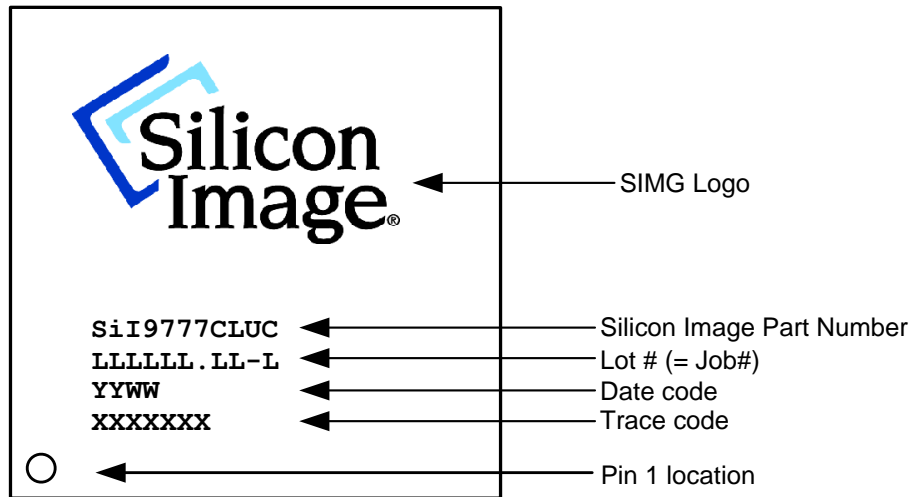 Silicon
Image®
SIMG Logo
SiI9777CLUC
Silicon Image Part Number
LLLLLL.LL-L
Lot # (= Job#)
YYWW
Date code
XXXXXXX
Trace code
Pin 1 location